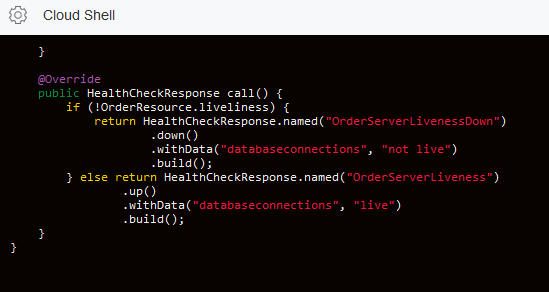 Cloud Shell
    }

    @Override
    public HealthCheckResponse call() {
        if (!OrderResource.liveliness) {
            return HealthCheckResponse.named("OrderServerLivenessDown")
                    .down()
                    .withData("databaseconnections", "not live")
                    .build();
        } else return HealthCheckResponse.named("OrderServerLiveness")
                .up()
                .withData("databaseconnections", "live")
                .build();
    }
}